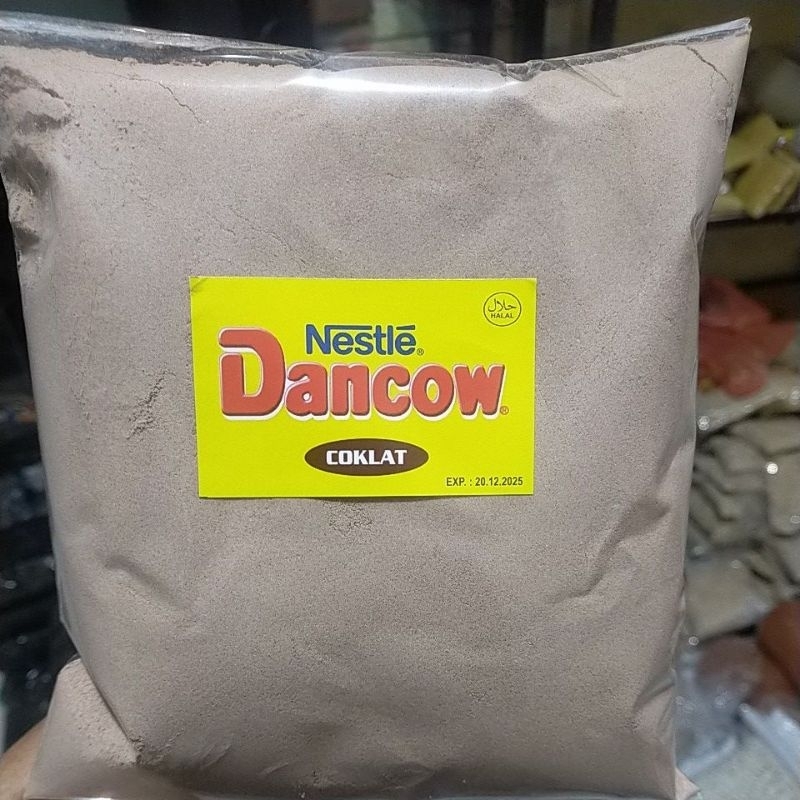 حلال
HALAL
Nestlé®
Dancow®
COKLAT
EXP. : 20.12.2025